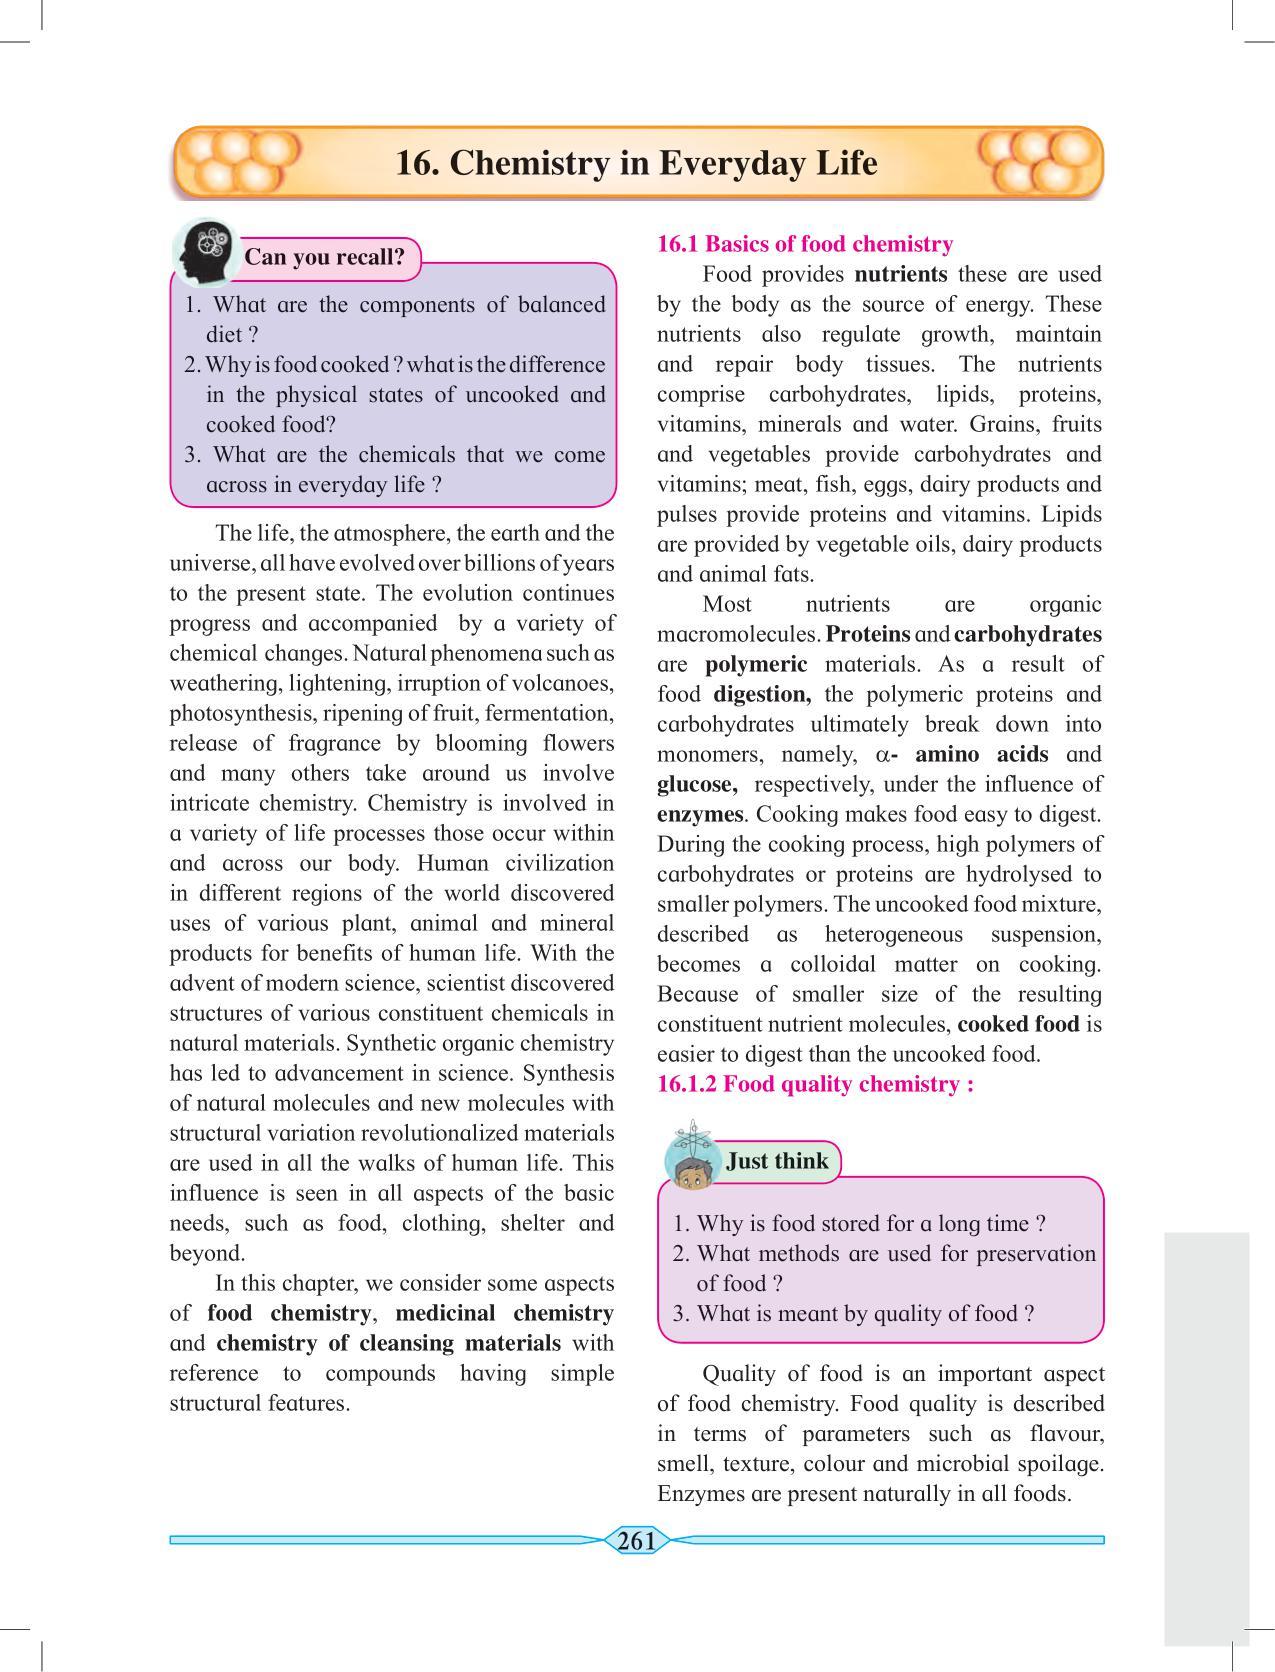 16. Chemistry in Everyday Life
Can you recall?
1. What are the components of balanced
diet ?
2. Why is food cooked ? what is the difference
in the physical states of uncooked and
cooked food?
3. What are the chemicals that we come
across in everyday life ?
The life, the atmosphere, the earth and the
universe, all have evolved over billions of years
to the present state. The evolution continues
progress and accompanied by a variety of
chemical changes. Natural phenomena such as
weathering, lightening, irruption of volcanoes,
photosynthesis, ripening of fruit, fermentation,
release of fragrance by blooming flowers
and many others take around us involve
intricate chemistry. Chemistry is involved in
a variety of life processes those occur within
and across our body. Human civilization
in different regions of the world discovered
uses of various plant, animal and mineral
products for benefits of human life. With the
advent of modern science, scientist discovered
structures of various constituent chemicals in
natural materials. Synthetic organic chemistry
has led to advancement in science. Synthesis
of natural molecules and new molecules with
structural variation revolutionalized materials
are used in all the walks of human life. This
influence is seen in all aspects of the basic
needs, such as food, clothing, shelter and
beyond.
In this chapter, we consider some aspects
of food chemistry, medicinal chemistry
and chemistry of cleansing materials with
reference to compounds having simple
structural features.
16.1 Basics of food chemistry
Food provides nutrients these are used
by the body as the source of energy. These
nutrients also regulate growth, maintain
and repair body tissues. The nutrients
comprise carbohydrates, lipids, proteins,
vitamins, minerals and water. Grains, fruits
and vegetables provide carbohydrates and
vitamins; meat, fish, eggs, dairy products and
pulses provide proteins and vitamins. Lipids
are provided by vegetable oils, dairy products
and animal fats.
Most nutrients are organic
macromolecules. Proteins and carbohydrates
are polymeric materials. As a result of
food digestion, the polymeric proteins and
carbohydrates ultimately break down into
monomers, namely, α- amino acids and
glucose, respectively, under the influence of
enzymes. Cooking makes food easy to digest.
During the cooking process, high polymers of
carbohydrates or proteins are hydrolysed to
smaller polymers. The uncooked food mixture,
described as heterogeneous suspension,
becomes a colloidal matter on cooking.
Because of smaller size of the resulting
constituent nutrient molecules, cooked food is
easier to digest than the uncooked food.
16.1.2 Food quality chemistry :
Just think
1. Why is food stored for a long time ?
2. What methods are used for preservation
of food ?
3. What is meant by quality of food ?
Quality of food is an important aspect
of food chemistry. Food quality is described
in terms of parameters such as flavour,
smell, texture, colour and microbial spoilage.
Enzymes are present naturally in all foods.
261